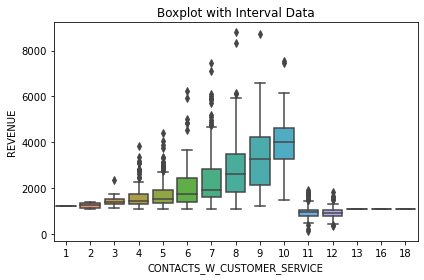 Boxplot with Interval Data
REVENUE
8000
6000
4000
2000
0
1 2 3 4 5 6 7 8 9 10 11 12 13 16 18
CONTACTS_W_CUSTOMER_SERVICE